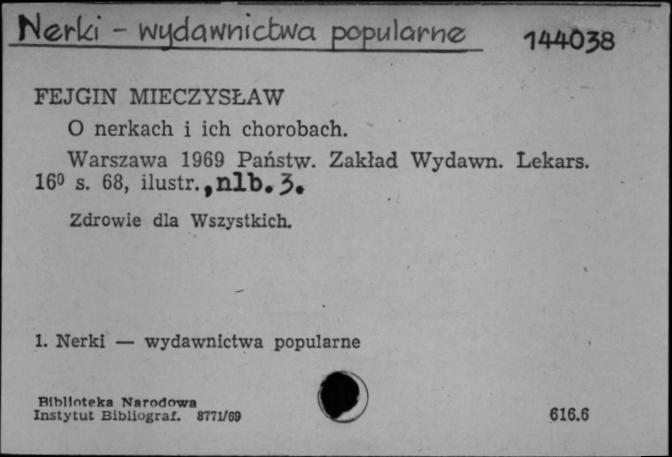 Nerki - wydawnictwa popularne 144038
FEJGIN MIECZYSŁAW
O nerkach i ich chorobach.
Warszawa 1969 Państw. Zakład Wydawn. Lekars.
16⁰ s. 68, ilustr., nlb. 3.
Zdrowie dla Wszystkich.
1. Nerki — wydawnictwa popularne
Biblioteka Narodowa
Instytut Bibliograf. 8771/69 616.6